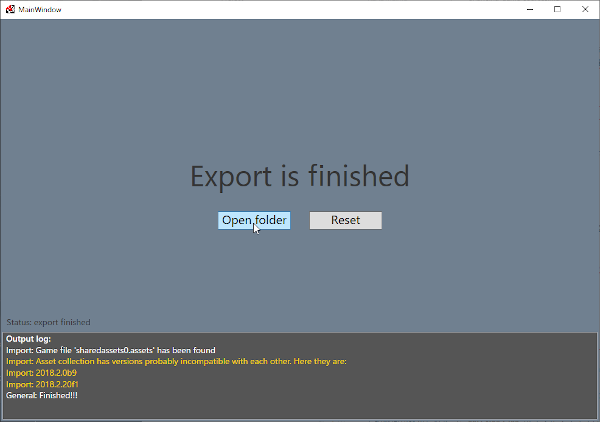 MainWindow
Export is finished
Open folder
Reset
Status: export finished
Output log:
Import: Game file 'sharedassets0.assets' has been found
Import: Asset collection has versions probably incompatible with each other. Here they are:
Import: 2018.2.0b9
Import: 2018.2.20f1
General: Finished!!!